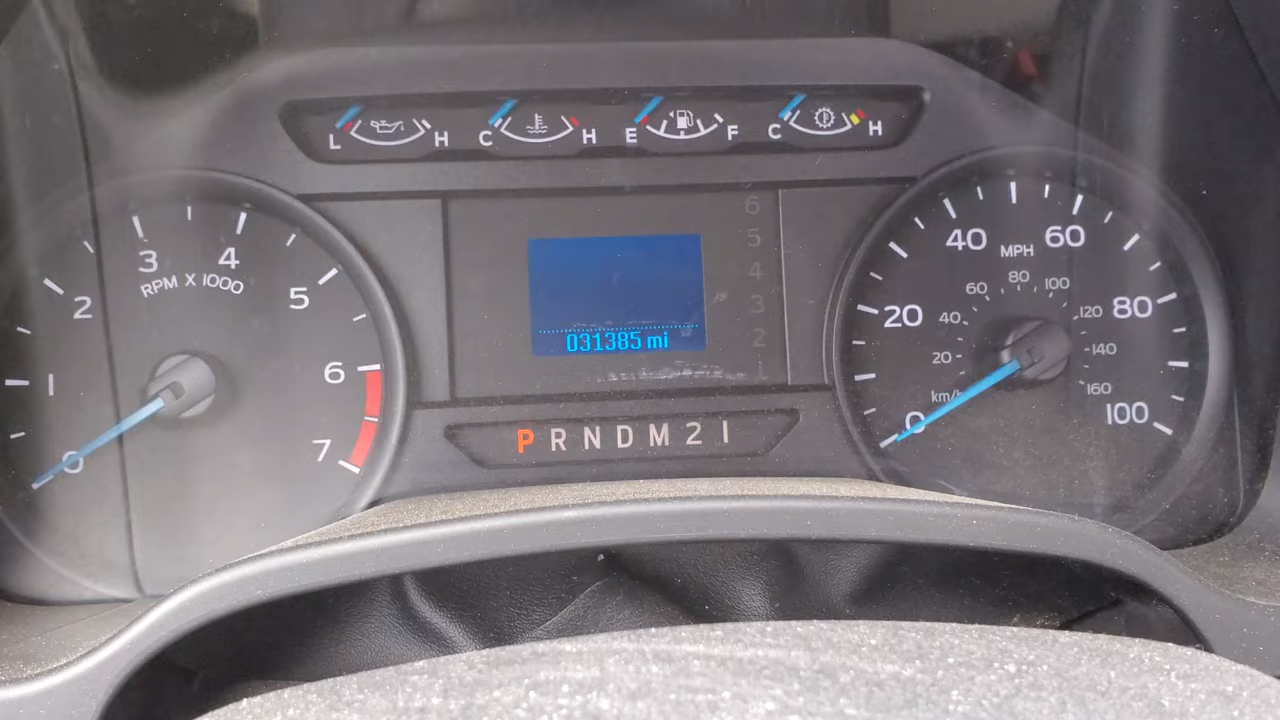 L H C H E F C H
3 4
RPM X 1000
2 5
1 6
0 7
6
5
4
3
2
1
031385 mi
P R N D M 2 1
40 MPH 60
20 80
0 100
60 80 100
40 120
20 140
km/h 160